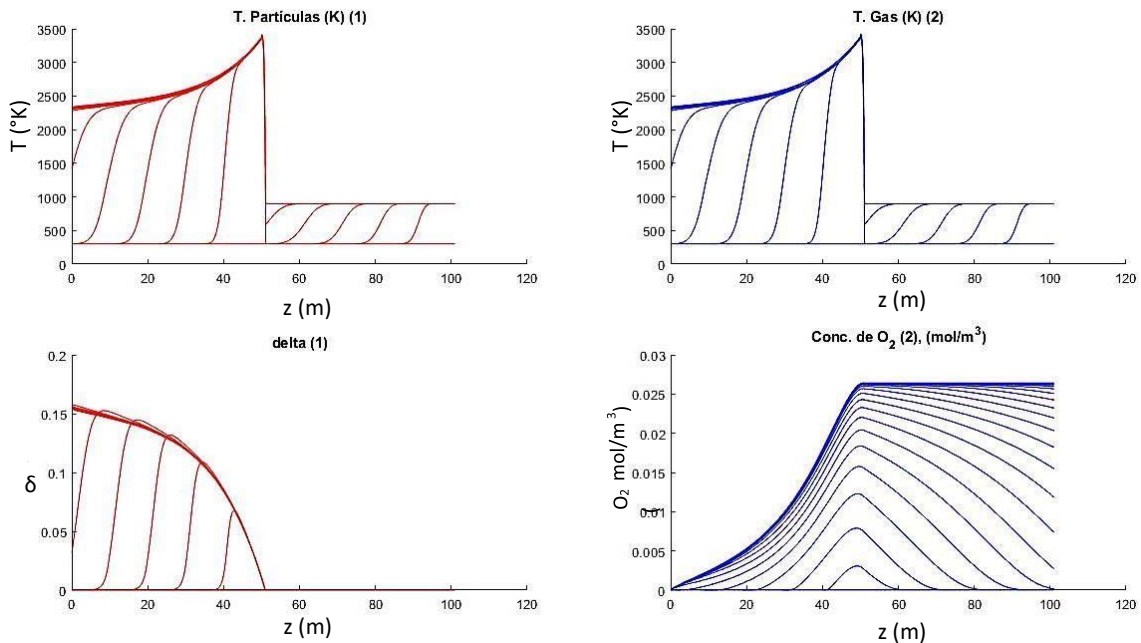 T. Partículas (K) (1)
T (°K)
3500
3000
2500
2000
1500
1000
500
0
0 20 40 60 80 100 120
z (m)
T. Gas (K) (2)
T (°K)
3500
3000
2500
2000
1500
1000
500
0
0 20 40 60 80 100 120
z (m)
delta (1)
δ
0.2
0.15
0.1
0.05
0
0 20 40 60 80 100 120
z (m)
Conc. de O2 (2), (mol/m3)
O2 mol/m3)
0.03
0.025
0.02
0.015
0.01
0.005
0
0 20 40 60 80 100 120
z (m)